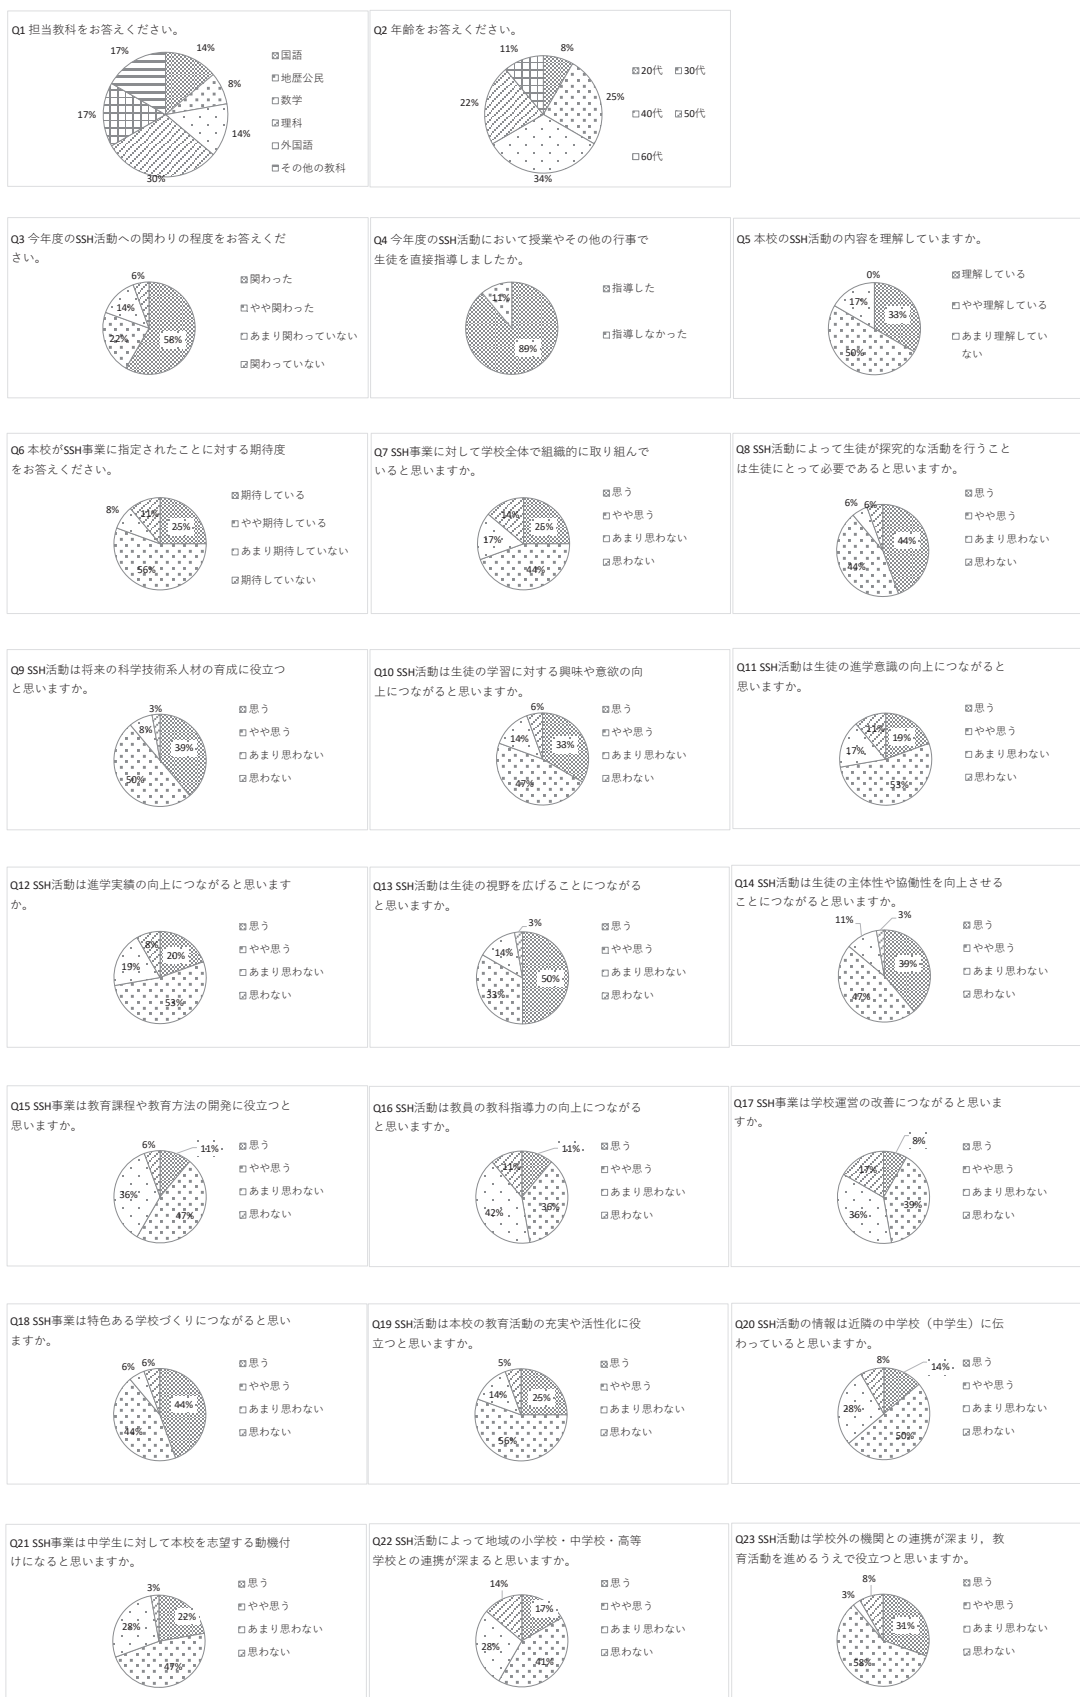 Q1 担当教科をお答えください。
17%
14%
8%
14%
30%
17%
国語
地歴公民
数学
理科
外国語
その他の教科
Q2 年齢をお答えください。
11%
8%
25%
34%
22%
20代 30代
40代 50代
60代
Q3 今年度のSSH活動への関わりの程度をお答えくだ
さい。
6%
14%
22%
58%
関わった
やや関わった
あまり関わっていない
関わっていない
Q4 今年度のSSH活動において授業やその他の行事で
生徒を直接指導しましたか。
11%
89%
指導した
指導しなかった
Q5 本校のSSH活動の内容を理解していますか。
0%
17%
33%
50%
理解している
やや理解している
あまり理解してい
ない
Q6 本校がSSH事業に指定されたことに対する期待度
をお答えください。
8%
11%
25%
56%
期待している
やや期待している
あまり期待していない
期待していない
Q7 SSH事業に対して学校全体で組織的に取り組んで
いると思いますか。
14%
25%
17%
44%
思う
やや思う
あまり思わない
思わない
Q8 SSH活動によって生徒が探究的な活動を行うこと
は生徒にとって必要であると思いますか。
6%
6%
44%
44%
思う
やや思う
あまり思わない
思わない
Q9 SSH活動は将来の科学技術系人材の育成に役立つ
と思いますか。
3%
8%
39%
50%
思う
やや思う
あまり思わない
思わない
Q10 SSH活動は生徒の学習に対する興味や意欲の向
上につながると思いますか。
6%
14%
33%
47%
思う
やや思う
あまり思わない
思わない
Q11 SSH活動は生徒の進学意識の向上につながると
思いますか。
11%
19%
17%
53%
思う
やや思う
あまり思わない
思わない
Q12 SSH活動は進学実績の向上につながると思います
か。
8%
20%
19%
53%
思う
やや思う
あまり思わない
思わない
Q13 SSH活動は生徒の視野を広げることにつながる
と思いますか。
3%
14%
50%
33%
思う
やや思う
あまり思わない
思わない
Q14 SSH活動は生徒の主体性や協働性を向上させる
ことにつながると思いますか。
11%
3%
39%
47%
思う
やや思う
あまり思わない
思わない
Q15 SSH事業は教育課程や教育方法の開発に役立つと
思いますか。
6%
11%
36%
47%
思う
やや思う
あまり思わない
思わない
Q16 SSH活動は教員の教科指導力の向上につながる
と思いますか。
11%
11%
42%
36%
思う
やや思う
あまり思わない
思わない
Q17 SSH事業は学校運営の改善につながると思いま
すか。
8%
17%
36%
39%
思う
やや思う
あまり思わない
思わない
Q18 SSH事業は特色ある学校づくりにつながると思い
ますか。
6%
6%
44%
44%
思う
やや思う
あまり思わない
思わない
Q19 SSH活動は本校の教育活動の充実や活性化に役
立つと思いますか。
5%
14%
25%
56%
思う
やや思う
あまり思わない
思わない
Q20 SSH活動の情報は近隣の中学校（中学生）に伝
わっていると思いますか。
8%
14%
28%
50%
思う
やや思う
あまり思わない
思わない
Q21 SSH事業は中学生に対して本校を志望する動機付
けになると思いますか。
3%
22%
28%
47%
思う
やや思う
あまり思わない
思わない
Q22 SSH活動によって地域の小学校・中学校・高等
学校との連携が深まると思いますか。
14%
17%
28%
41%
思う
やや思う
あまり思わない
思わない
Q23 SSH活動は学校外の機関との連携が深まり，教
育活動を進めるうえで役立つと思いますか。
8%
3%
31%
58%
思う
やや思う
あまり思わない
思わない